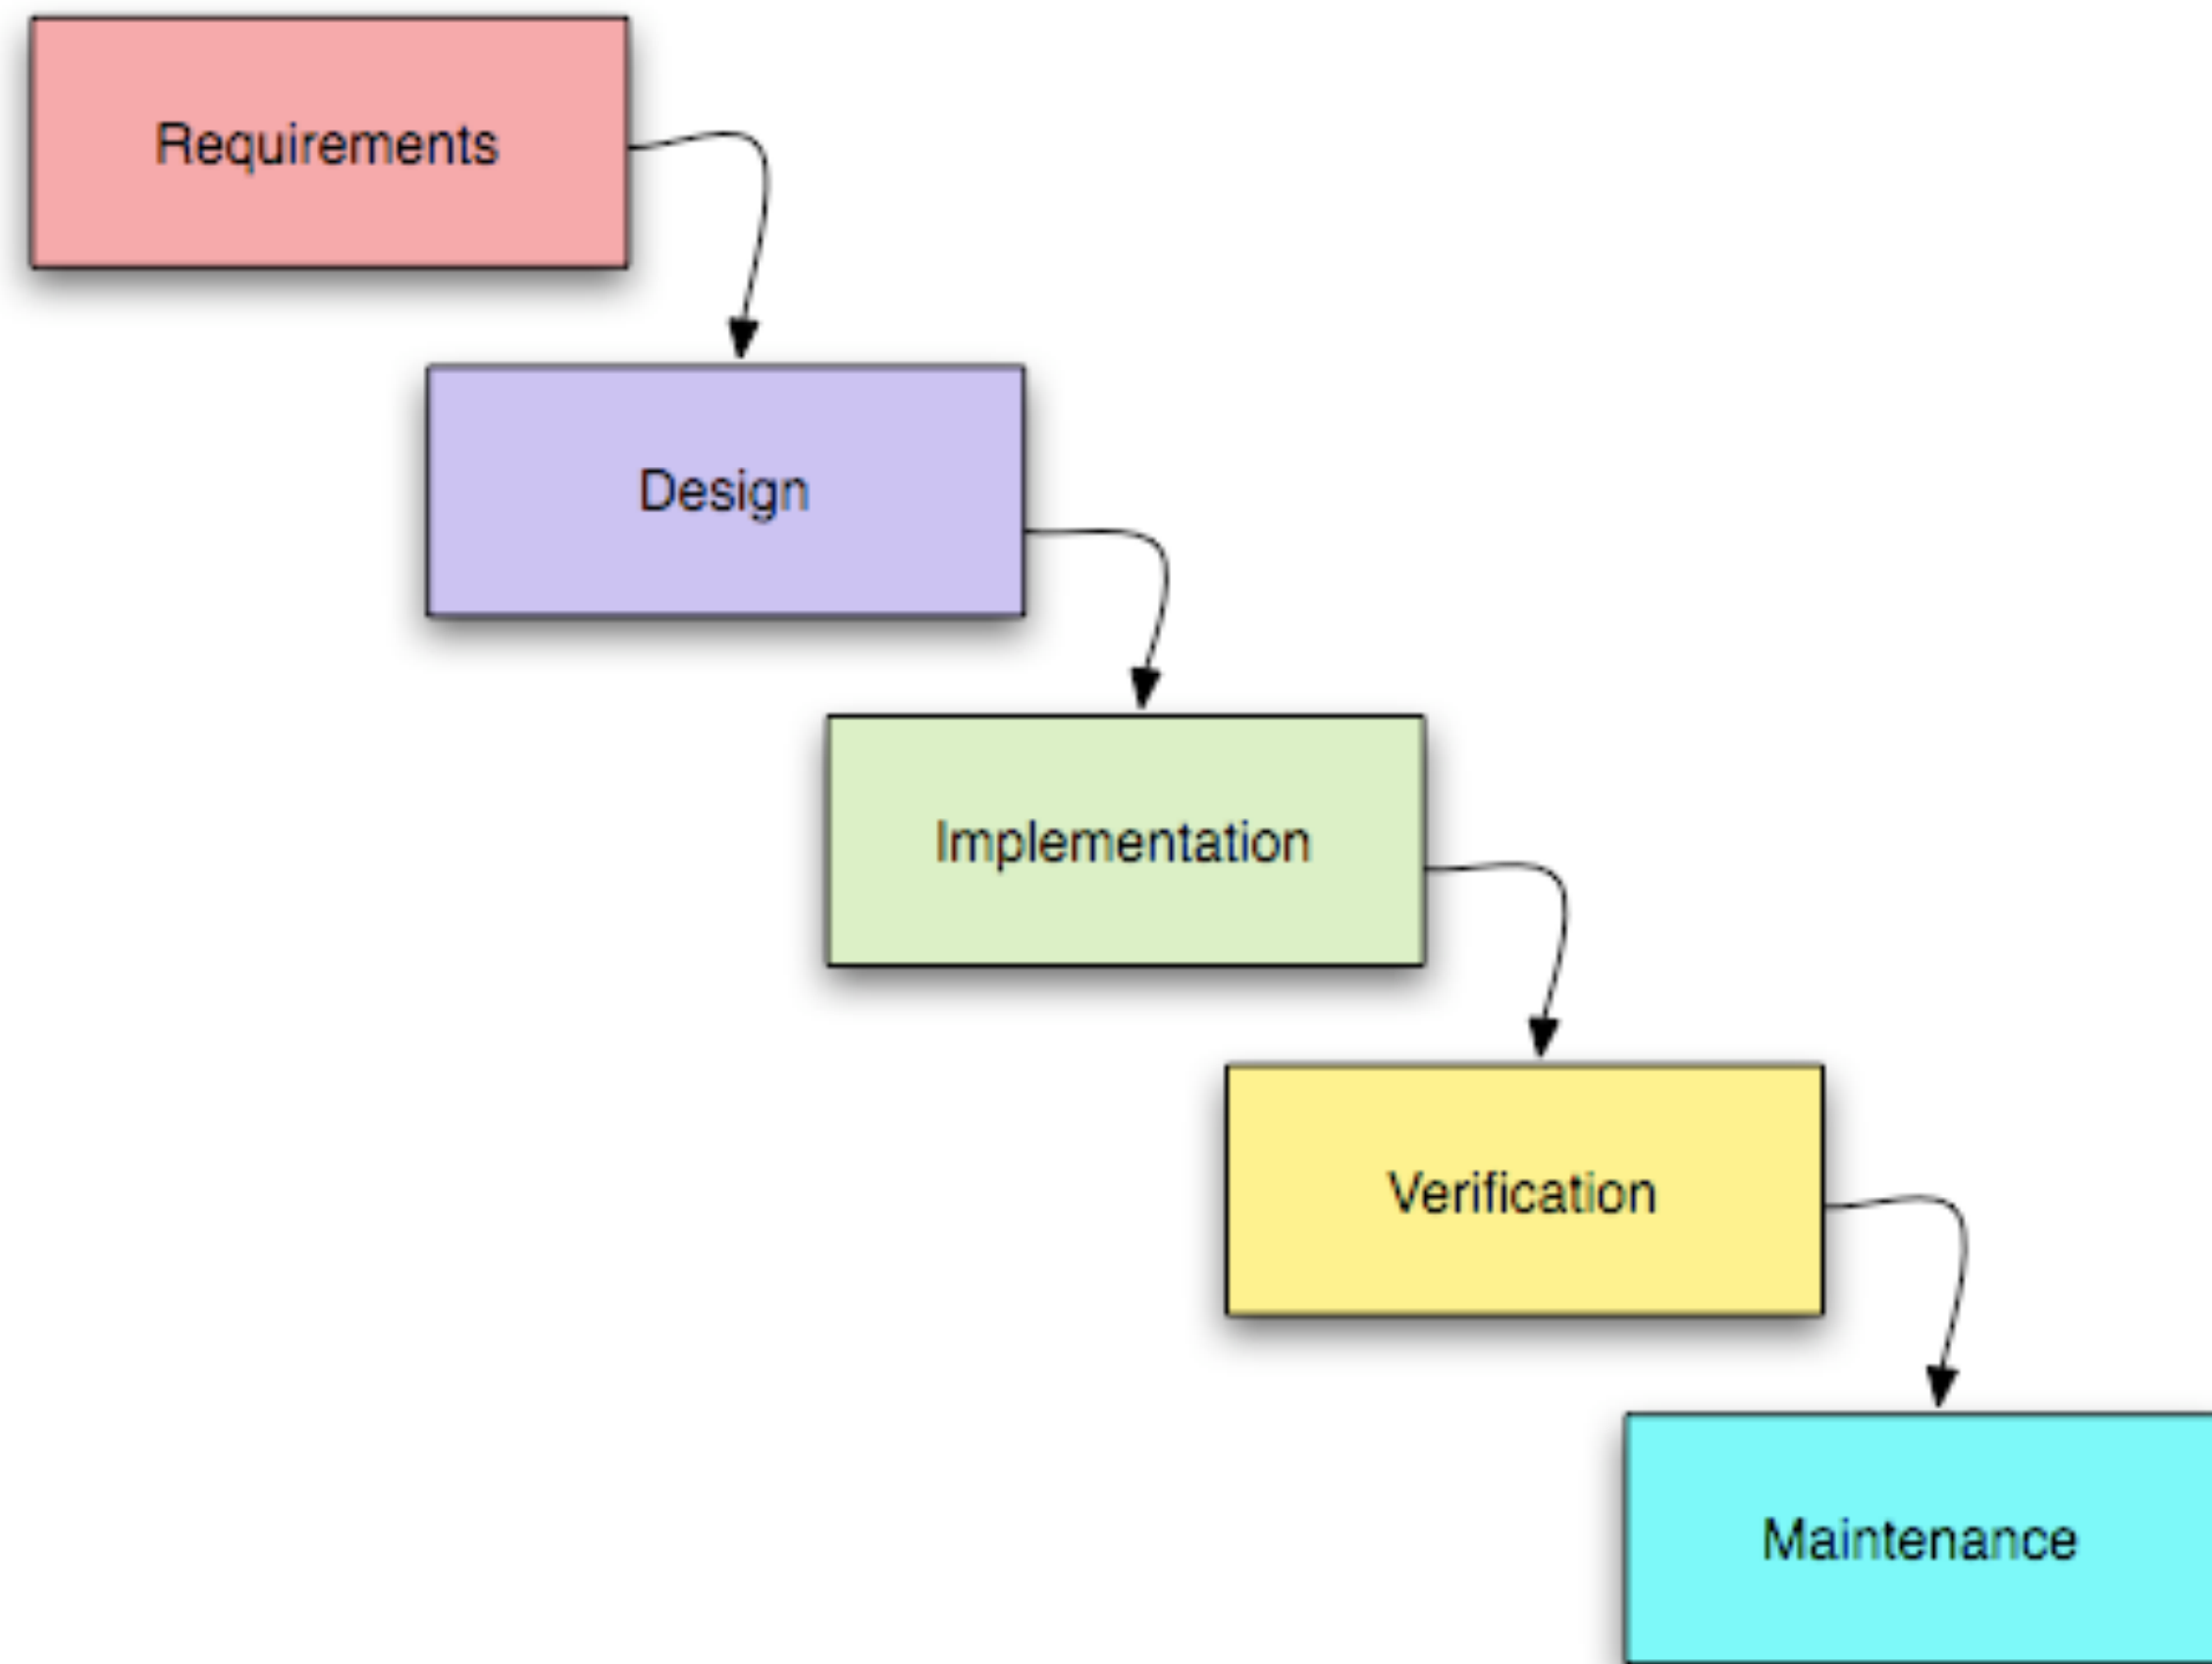 Requirements
Design
Implementation
Verification
Maintenance